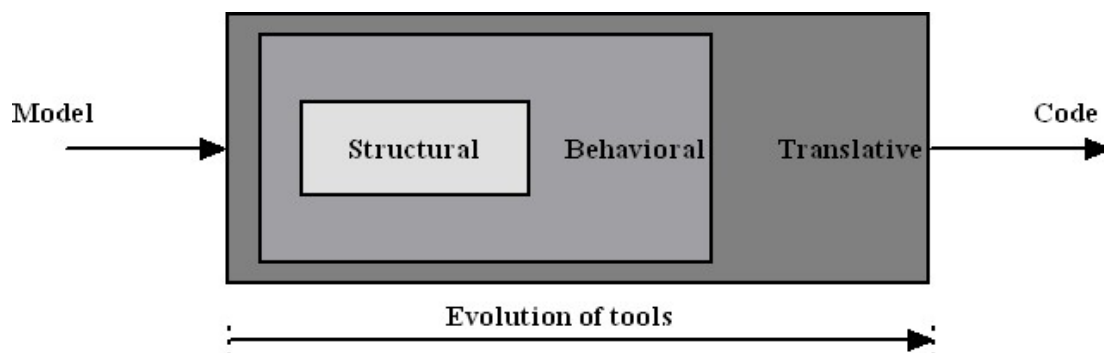 Model
Code
Structural
Behavioral
Translative
Evolution of tools